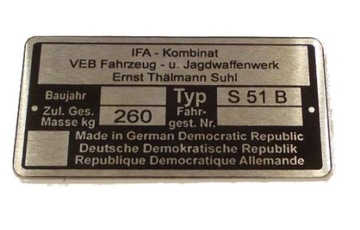 IFA - Kombinat
VEB Fahrzeug - u. Jagdwaffenwerk
Ernst Thälmann Suhl
Baujahr Typ S 51 B
Zul. Ges. Masse kg 260 Fahr- gest. Nr.
Made in German Democratic Republic
Deutsche Demokratische Republik
Republique Democratique Allemande